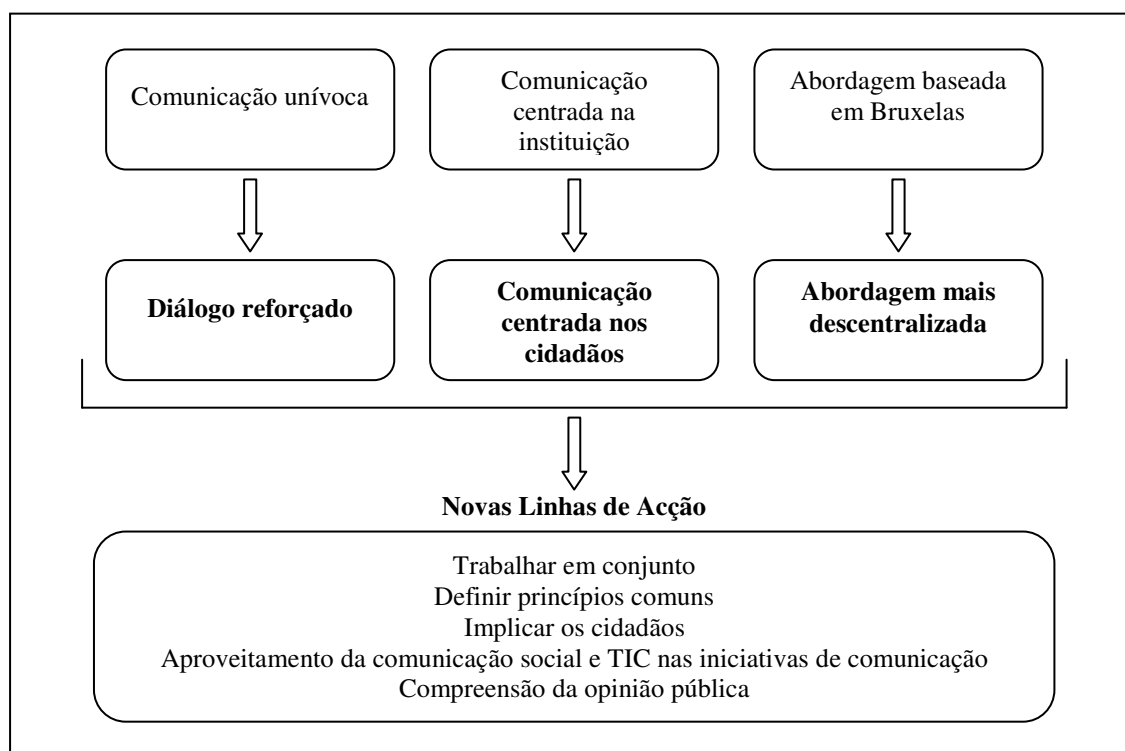 Comunicação unívoca
Comunicação
centrada na
instituição
Abordagem baseada
em Bruxelas
Diálogo reforçado
Comunicação
centrada nos
cidadãos
Abordagem mais
descentralizada
Novas Linhas de Acção
Trabalhar em conjunto
Definir princípios comuns
Implicar os cidadãos
Aproveitamento da comunicação social e TIC nas iniciativas de comunicação
Compreensão da opinião pública